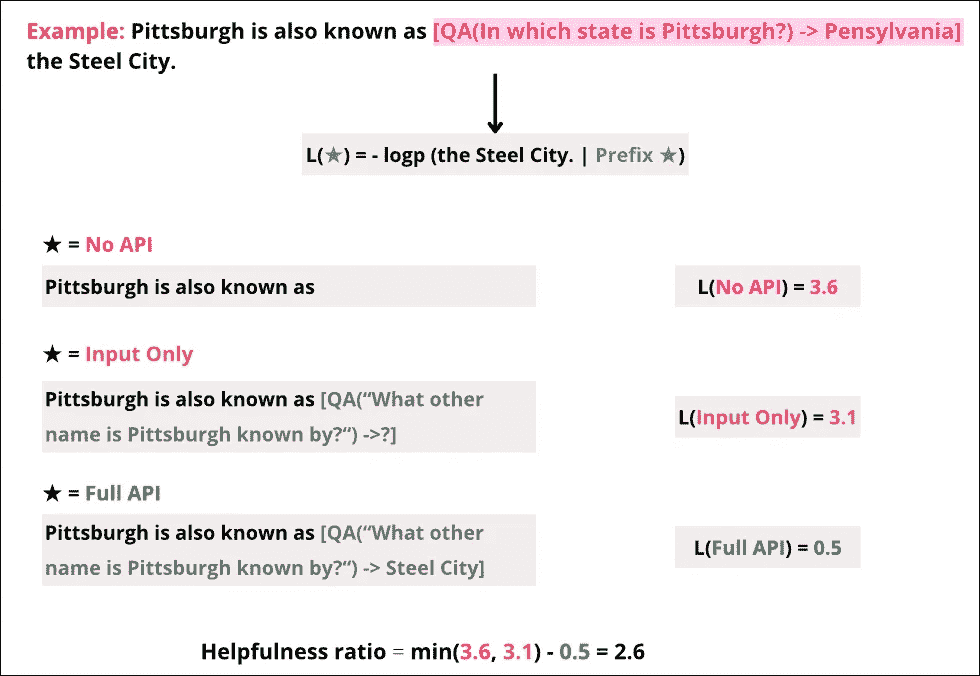 Example: Pittsburgh is also known as [QA(In which state is Pittsburgh?) -> Pensylvania]
the Steel City.
L(★) = - logp (the Steel City. | Prefix ★)
★ = No API
Pittsburgh is also known as
L(No API) = 3.6
★ = Input Only
Pittsburgh is also known as [QA(“What other
name is Pittsburgh known by?“) ->?]
L(Input Only) = 3.1
★ = Full API
Pittsburgh is also known as [QA(“What other
name is Pittsburgh known by?“) -> Steel City]
L(Full API) = 0.5
Helpfulness ratio = min(3.6, 3.1) - 0.5 = 2.6